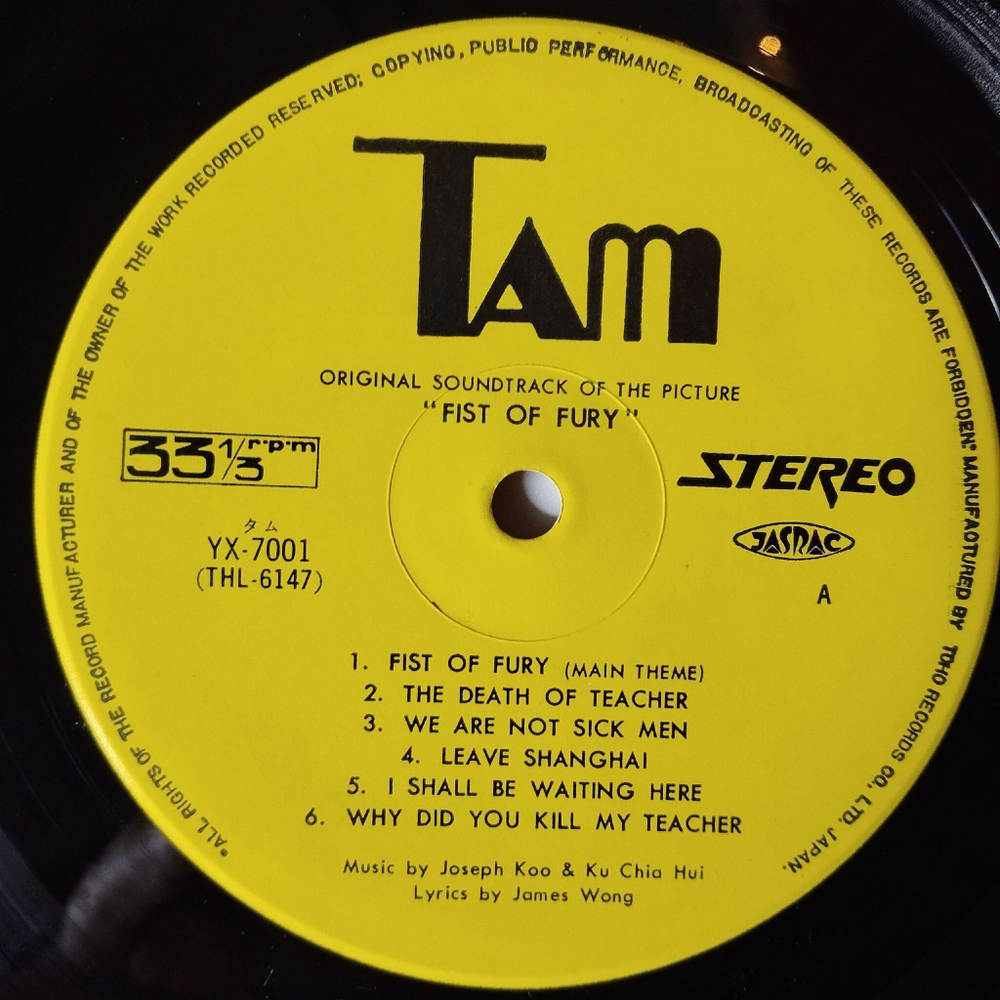 "ALL RIGHTS OF THE RECORD MANUFACTURER AND OF THE OWNER OF THE WORK RECORDED RESERVED; COPYING, PUBLIC PERFORMANCE, BROADCASTING OF THESE RECORDS ARE FORBIDDEN." MANUFACTURED BY TOHO RECORDS CO., LTD. JAPAN.
TAM
ORIGINAL SOUNDTRACK OF THE PICTURE
"FIST OF FURY"
33 1/3 r·p·m
STEREO
タム
YX-7001
(THL-6147)
JASRAC
A
1. FIST OF FURY (MAIN THEME)
2. THE DEATH OF TEACHER
3. WE ARE NOT SICK MEN
4. LEAVE SHANGHAI
5. I SHALL BE WAITING HERE
6. WHY DID YOU KILL MY TEACHER
Music by Joseph Koo & Ku Chia Hui
Lyrics by James Wong